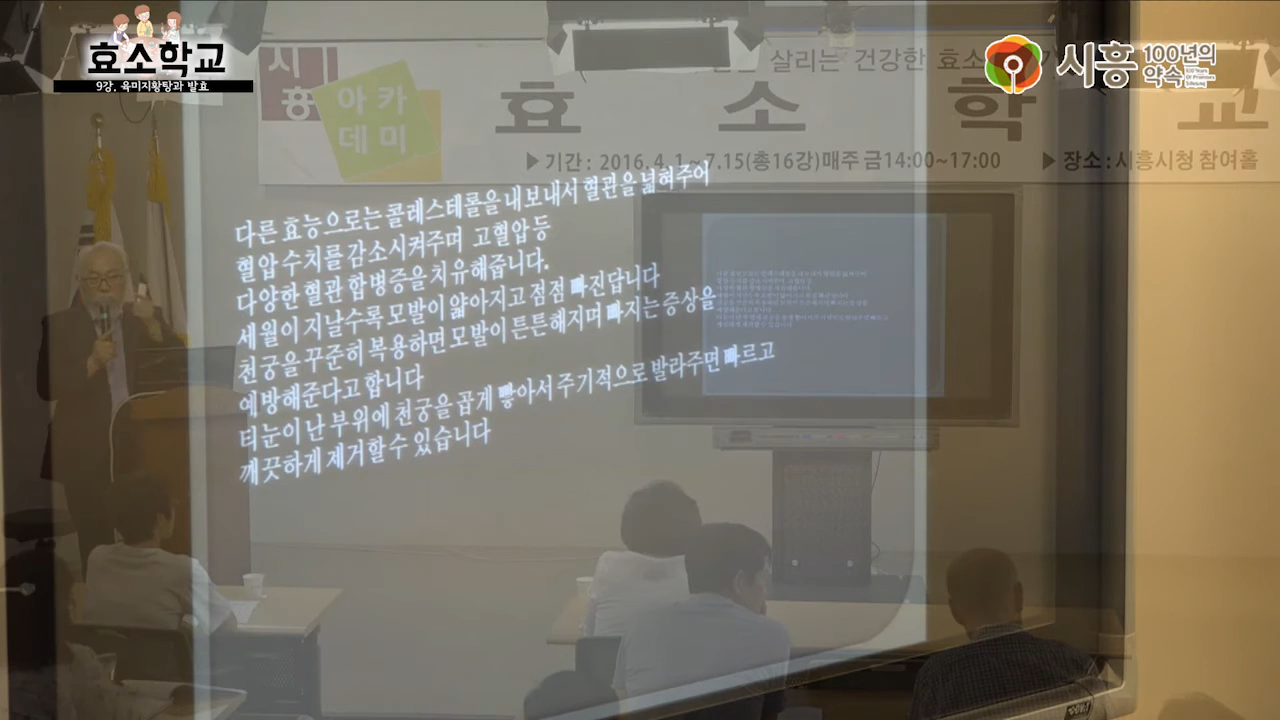 효소학교
9강. 육미지황탕과 발효
시흥
100년의
약속
시흥
아카
데미
살리는 건강한 효소
효 소 학 교
▶기간 : 2016. 4. 1 ~ 7.15(총16강)매주 금14:00~17:00 ▶장소 : 시흥시청 참여홀
다른 효능으로는 콜레스테롤을 내보내서 혈관을 넓혀주어
혈압 수치를 감소시켜주며 고혈압등
다양한 혈관 합병증을 치유해줍니다.
세월이 지날수록 모발이 얇아지고 점점 빠진답니다
천궁을 꾸준히 복용하면 모발이 튼튼해지며 빠지는 증상을
예방해준다고 합니다
티눈이 난 부위에 천궁을 곱게 빻아서 주기적으로 발라주면 빠르고
깨끗하게 제거할수 있습니다